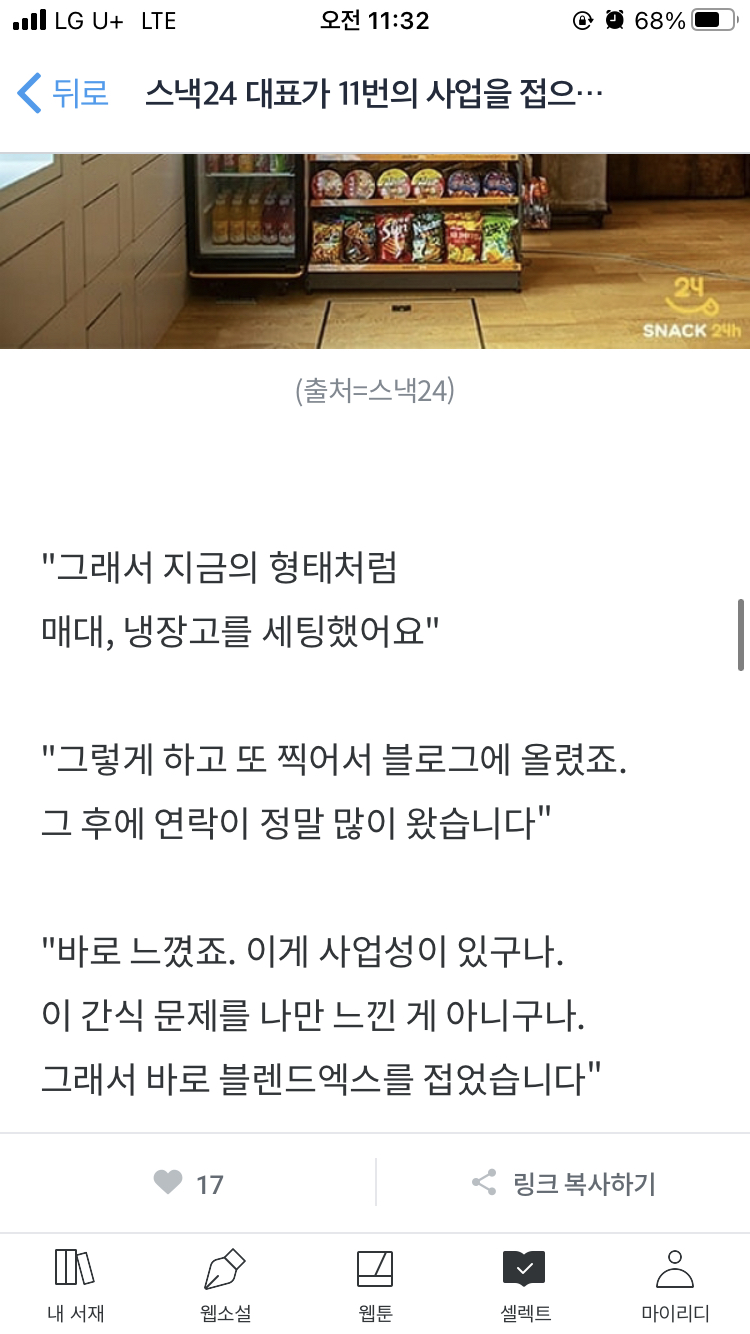 LG U+ LTE 오전 11:32 68%
뒤로 스낵24 대표가 11번의 사업을 접으…
24
SNACK 24h
(출처=스낵24)
"그래서 지금의 형태처럼
매대, 냉장고를 세팅했어요"
"그렇게 하고 또 찍어서 블로그에 올렸죠.
그 후에 연락이 정말 많이 왔습니다"
"바로 느꼈죠. 이게 사업성이 있구나.
이 간식 문제를 나만 느낀 게 아니구나.
그래서 바로 블렌드엑스를 접었습니다"
17 링크 복사하기
내 서재 웹소설 웹툰 셀렉트 마이리디